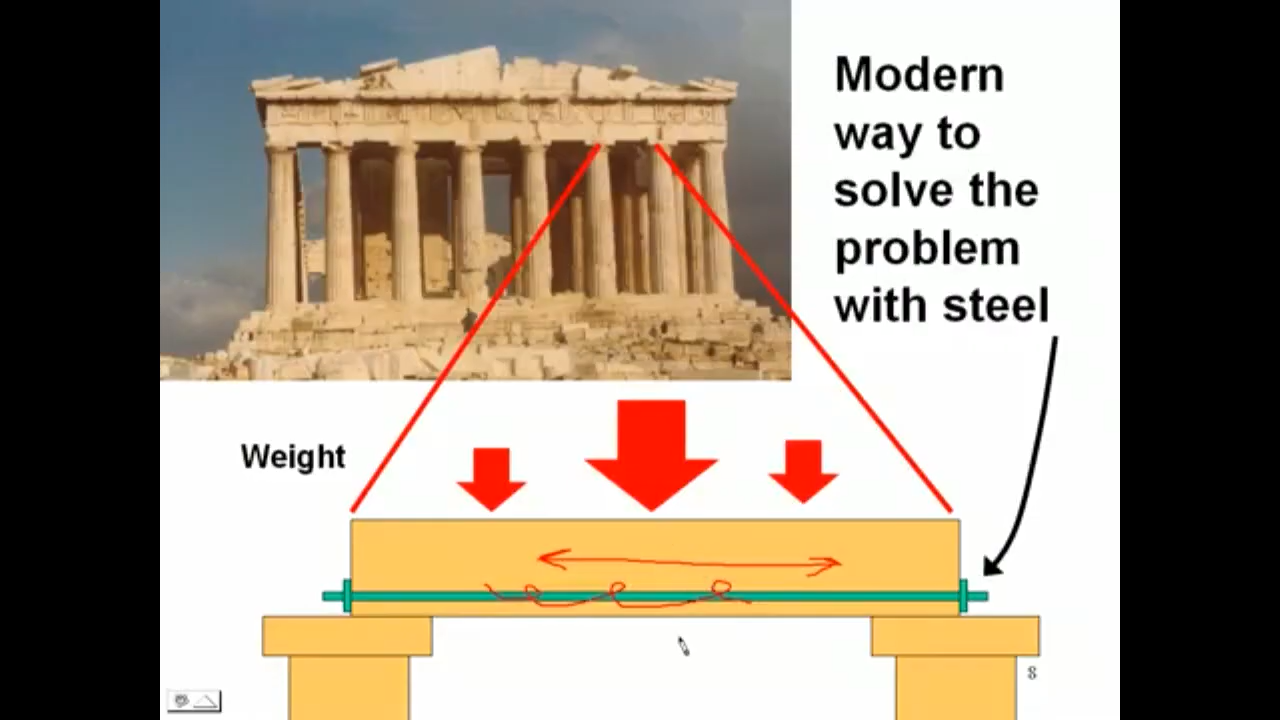 Modern
way to
solve the
problem
with steel
Weight
8